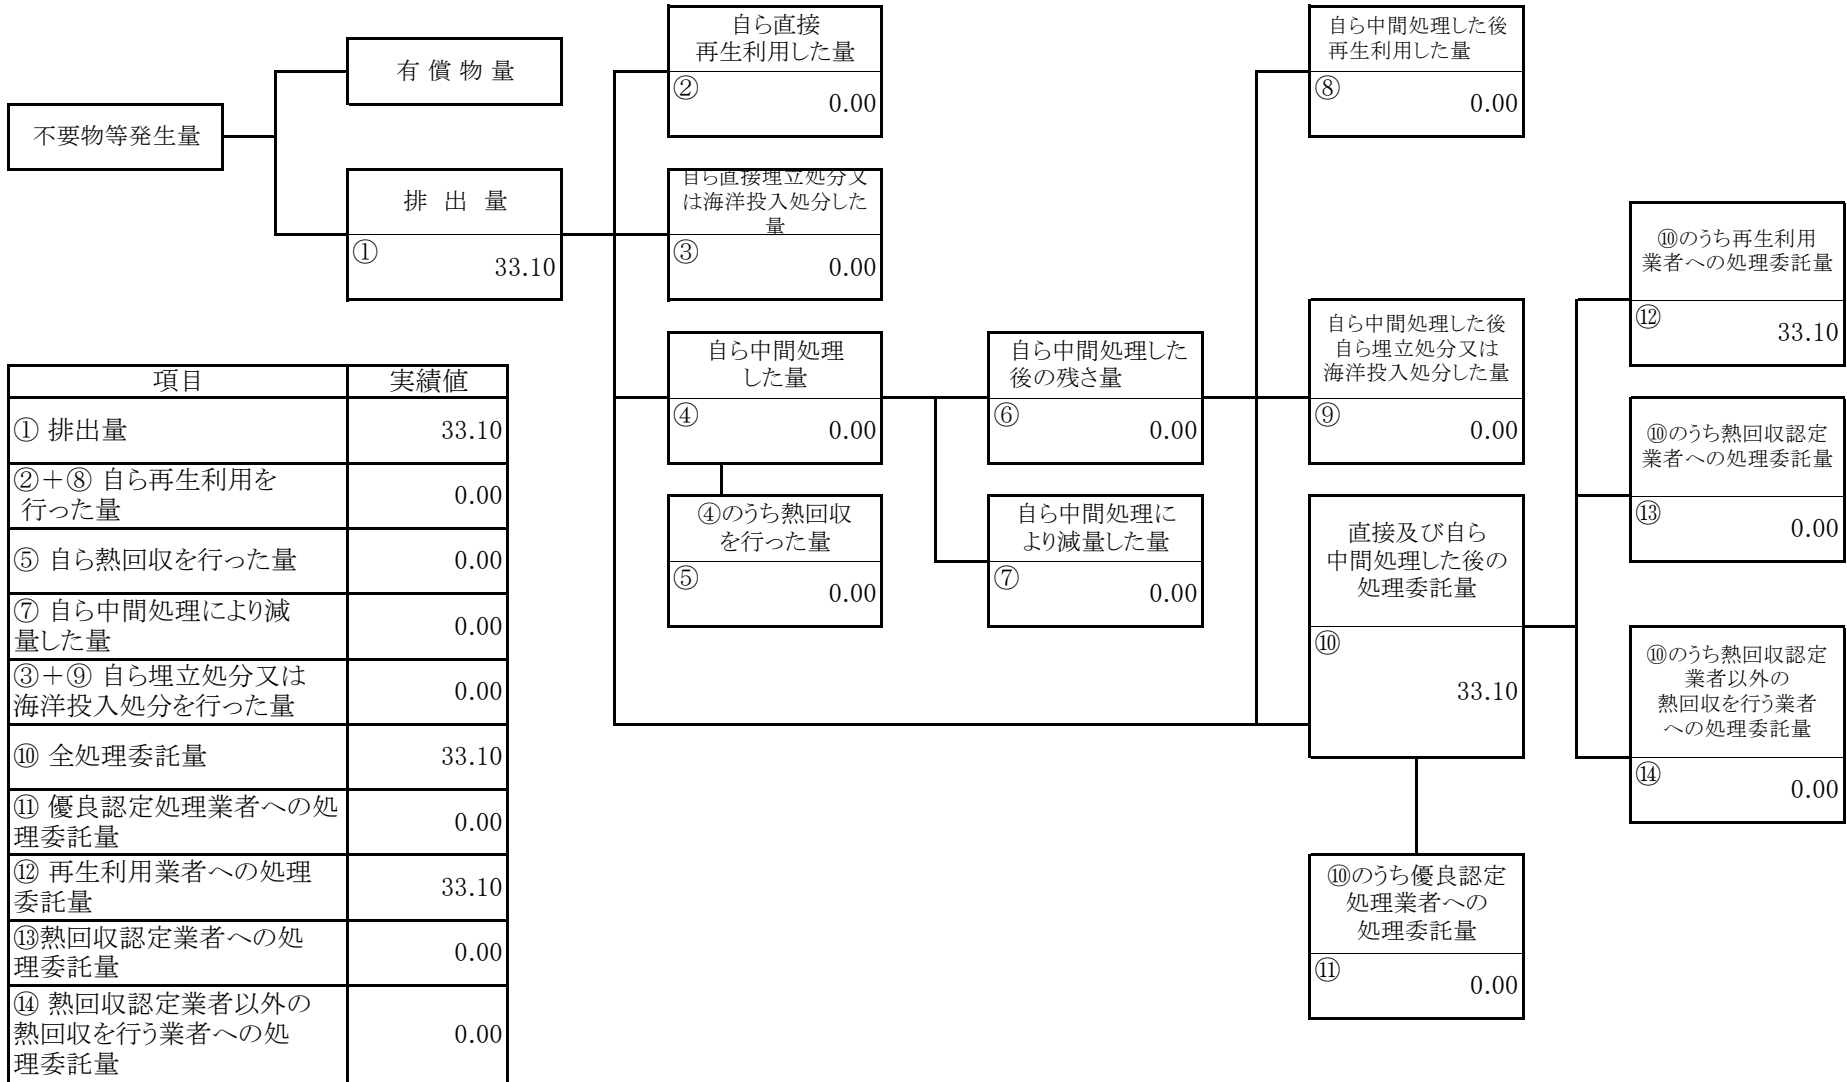 不要物等発生量
有 償 物 量
排 出 量
①
33.10
自ら直接
再生利用した量
②
0.00
自ら直接埋立処分又
は海洋投入処分した
量
③
0.00
自ら中間処理
した量
④
0.00
④のうち熱回収
を行った量
⑤
0.00
自ら中間処理した
後の残さ量
⑥
0.00
自ら中間処理に
より減量した量
⑦
0.00
自ら中間処理した後
再生利用した量
⑧
0.00
自ら中間処理した後
自ら埋立処分又は
海洋投入処分した量
⑨
0.00
直接及び自ら
中間処理した後の
処理委託量
⑩
33.10
⑩のうち優良認定
処理業者への
処理委託量
⑪
0.00
⑩のうち再生利用
業者への処理委託量
⑫
33.10
⑩のうち熱回収認定
業者への処理委託量
⑬
0.00
⑩のうち熱回収認定
業者以外の
熱回収を行う業者
への処理委託量
⑭
0.00
項目 実績値
① 排出量 33.10
②+⑧ 自ら再生利用を
行った量
0.00
⑤ 自ら熱回収を行った量 0.00
⑦ 自ら中間処理により減
量した量
0.00
③+⑨ 自ら埋立処分又は
海洋投入処分を行った量
0.00
⑩ 全処理委託量 33.10
⑪ 優良認定処理業者への処
理委託量
0.00
⑫ 再生利用業者への処理
委託量
33.10
⑬熱回収認定業者への処
理委託量
0.00
⑭ 熱回収認定業者以外の
熱回収を行う業者への処
理委託量
0.00